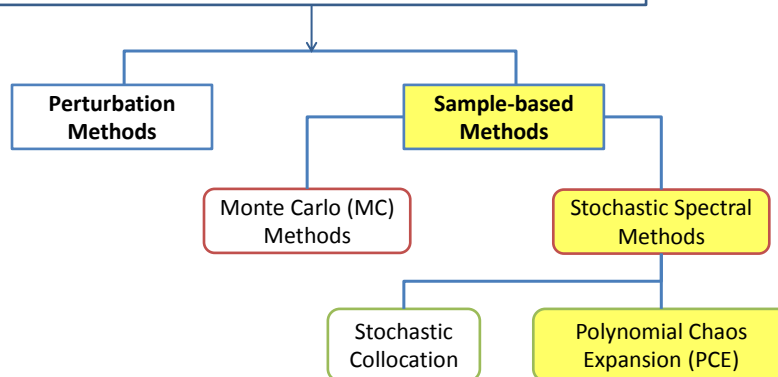 Perturbation
Methods
Sample-based
Methods
Monte Carlo (MC)
Methods
Stochastic Spectral
Methods
Stochastic
Collocation
Polynomial Chaos
Expansion (PCE)